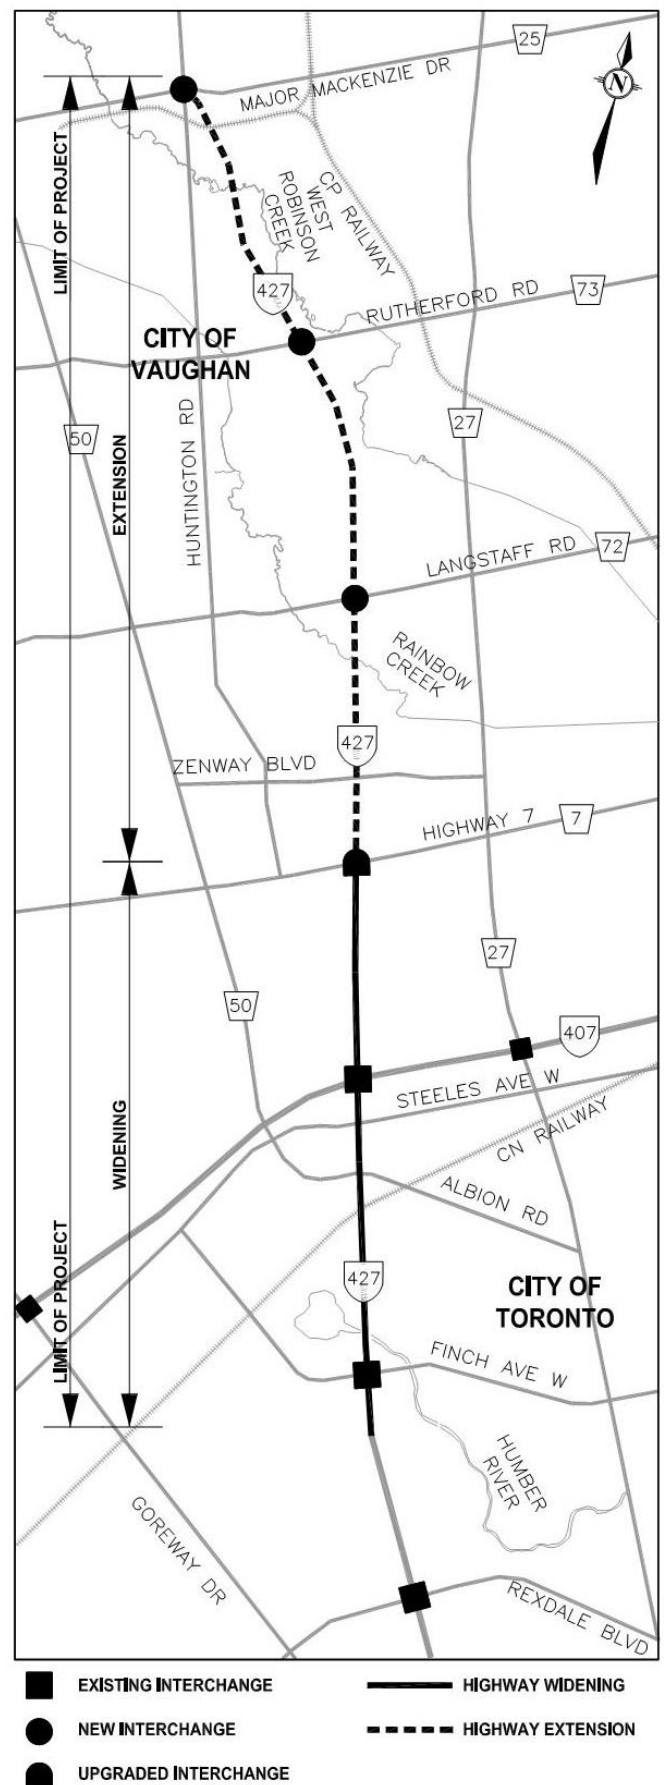 25
MAJOR MACKENZIE DR
N
LIMIT OF PROJECT
WEST
ROBINSON
CREEK
CP RAILWAY
427
RUTHERFORD RD
73
CITY OF
VAUGHAN
27
50
EXTENSION
HUNTINGTON RD
LANGSTAFF RD
72
RAINBOW
CREEK
427
ZENWAY BLVD
HIGHWAY 7
7
27
50
407
STEELES AVE W
CN RAILWAY
WIDENING
ALBION RD
LIMIT OF PROJECT
427
CITY OF
TORONTO
FINCH AVE W
HUMBER
RIVER
GOREWAY DR
REXDALE BLVD
EXISTING INTERCHANGE
HIGHWAY WIDENING
NEW INTERCHANGE
HIGHWAY EXTENSION
UPGRADED INTERCHANGE